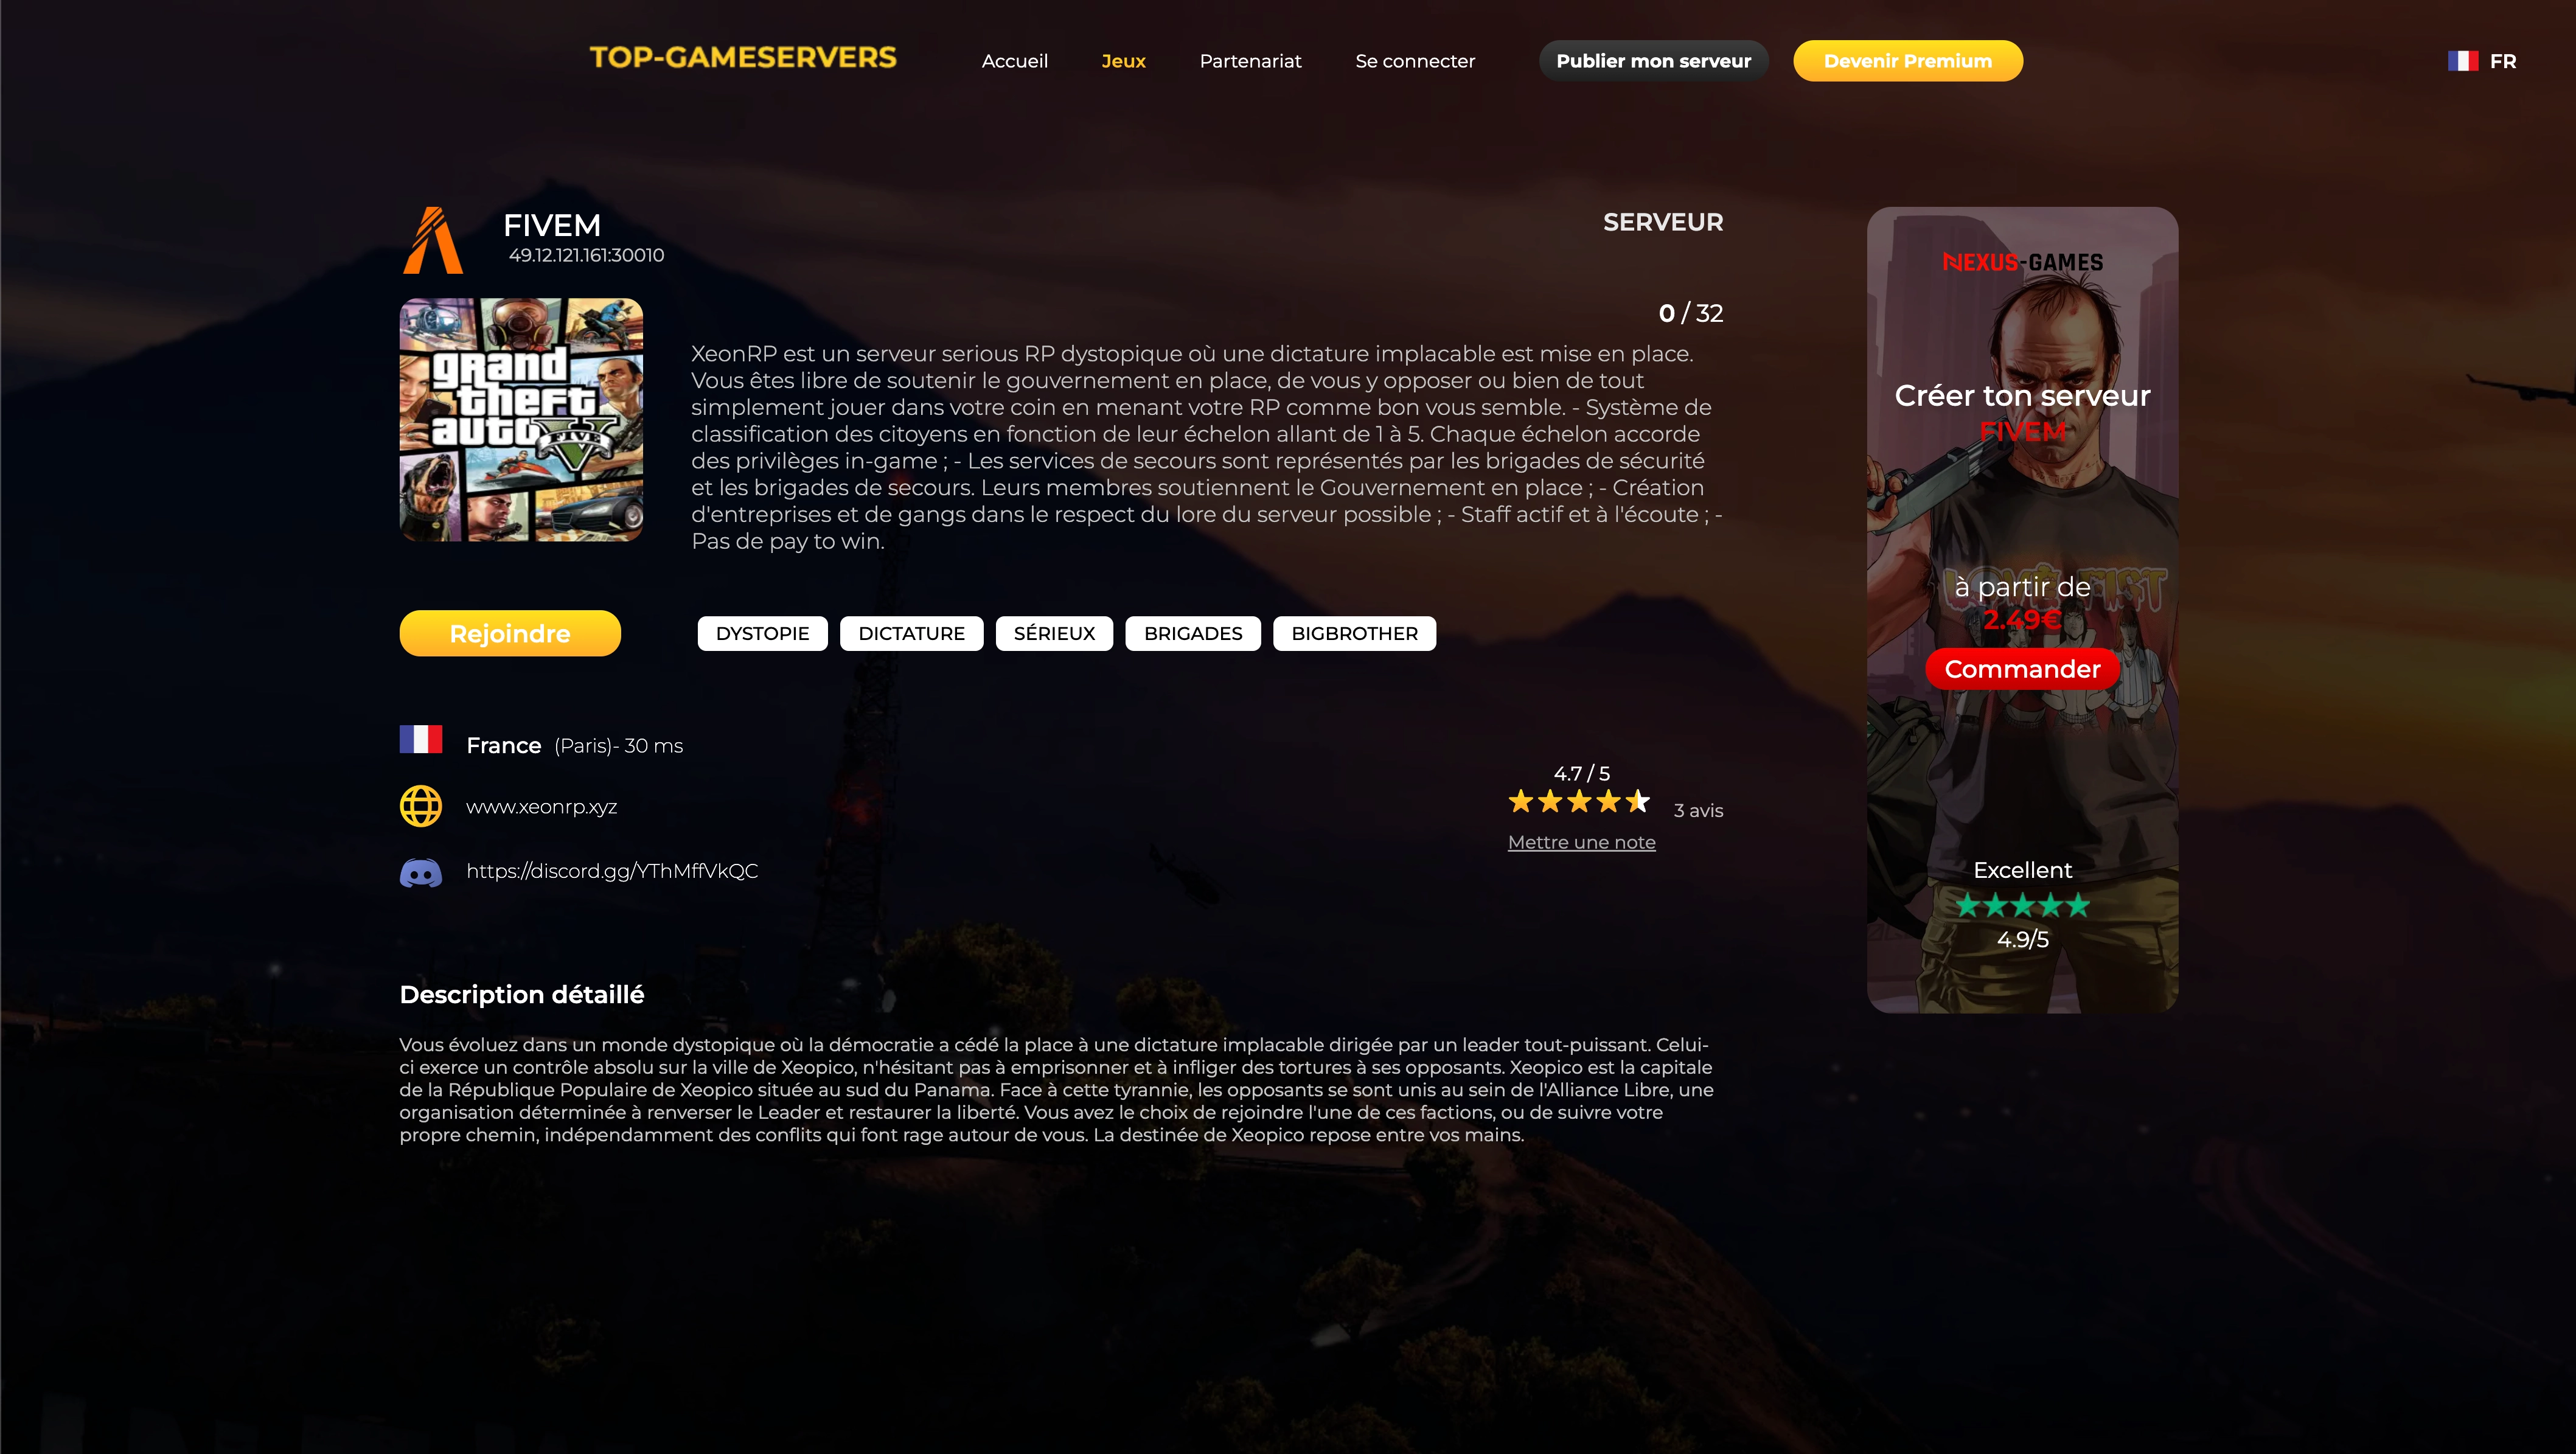 TOP-GAMESERVERS
Accueil
Jeux
Partenariat
Se connecter
Publier mon serveur
Devenir Premium
FR
FIVEM
49.12.121.161:30010
SERVEUR
0 / 32
grand
theft
auto
FIVE
XeonRP est un serveur serious RP dystopique où une dictature implacable est mise en place.
Vous êtes libre de soutenir le gouvernement en place, de vous y opposer ou bien de tout
simplement jouer dans votre coin en menant votre RP comme bon vous semble. - Système de
classification des citoyens en fonction de leur échelon allant de 1 à 5. Chaque échelon accorde
des privilèges in-game ; - Les services de secours sont représentés par les brigades de sécurité
et les brigades de secours. Leurs membres soutiennent le Gouvernement en place ; - Création
d'entreprises et de gangs dans le respect du lore du serveur possible ; - Staff actif et à l'écoute ; -
Pas de pay to win.
Rejoindre
DYSTOPIE
DICTATURE
SÉRIEUX
BRIGADES
BIGBROTHER
France (Paris)- 30 ms
www.xeonrp.xyz
https://discord.gg/YThMffVkQC
4.7 / 5
3 avis
Mettre une note
Description détaillé
Vous évoluez dans un monde dystopique où la démocratie a cédé la place à une dictature implacable dirigée par un leader tout-puissant. Celui-
ci exerce un contrôle absolu sur la ville de Xeopico, n'hésitant pas à emprisonner et à infliger des tortures à ses opposants. Xeopico est la capitale
de la République Populaire de Xeopico située au sud du Panama. Face à cette tyrannie, les opposants se sont unis au sein de l'Alliance Libre, une
organisation déterminée à renverser le Leader et restaurer la liberté. Vous avez le choix de rejoindre l'une de ces factions, ou de suivre votre
propre chemin, indépendamment des conflits qui font rage autour de vous. La destinée de Xeopico repose entre vos mains.
NEXUS-GAMES
Créer ton serveur
FIVEM
à partir de
2.49€
Commander
Excellent
4.9/5